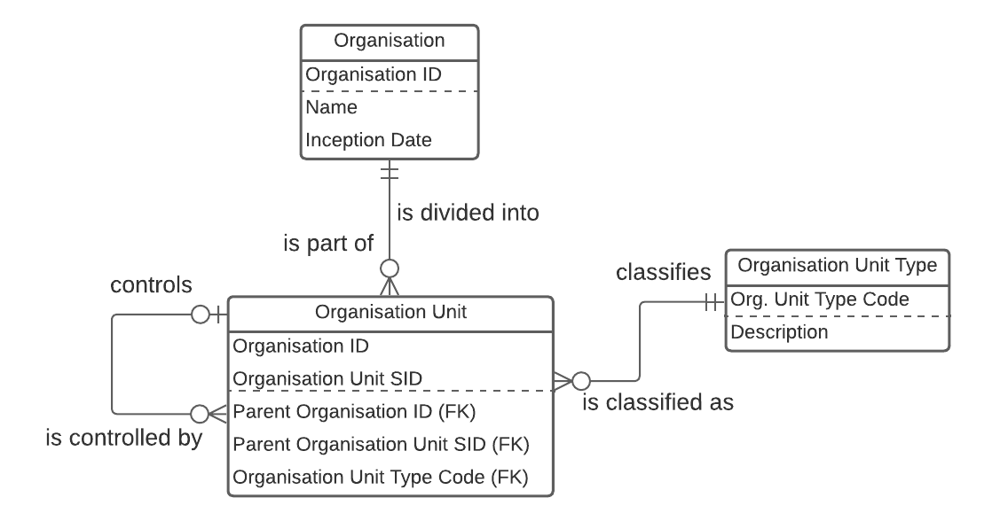 Organisation
Organisation ID
Name
Inception Date
is divided into
is part of
controls
is controlled by
Organisation Unit
Organisation ID
Organisation Unit SID
Parent Organisation ID (FK)
Parent Organisation Unit SID (FK)
Organisation Unit Type Code (FK)
classifies
is classified as
Organisation Unit Type
Org. Unit Type Code
Description